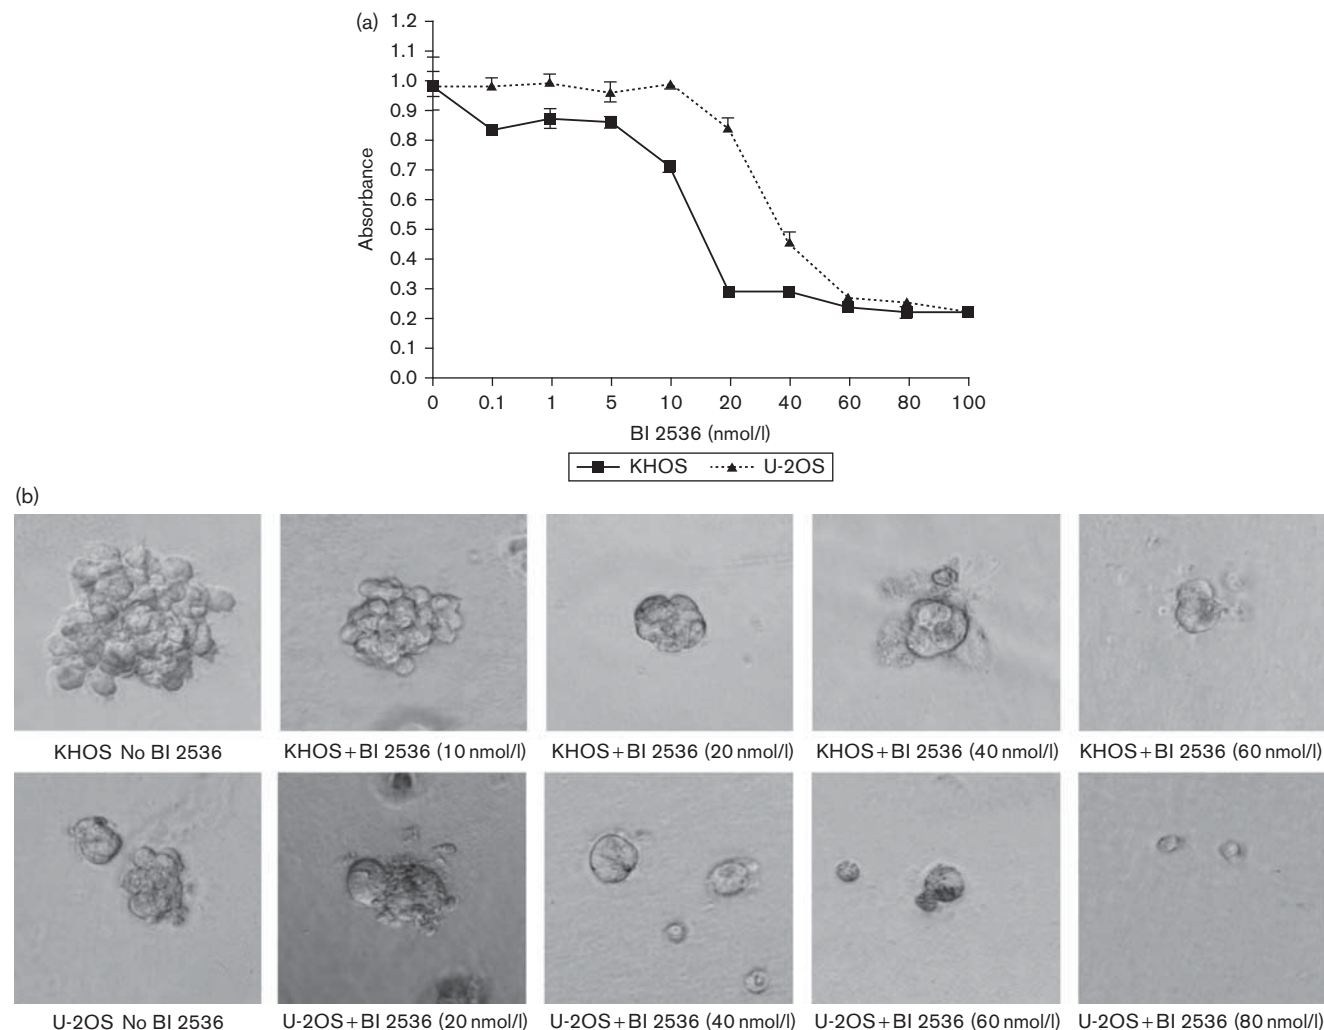 (a)
1.2
1.1
1.0
0.9
0.8
0.7
0.6
0.5
0.4
0.3
0.2
0.1
0.0
Absorbance
0 0.1 1 5 10 20 40 60 80 100
BI 2536 (nmol/l)
KHOS U-2OS
(b)
KHOS No BI 2536 KHOS+BI 2536 (10 nmol/l) KHOS+BI 2536 (20 nmol/l) KHOS+BI 2536 (40 nmol/l) KHOS+BI 2536 (60 nmol/l)
U-2OS No BI 2536 U-2OS+BI 2536 (20 nmol/l) U-2OS+BI 2536 (40 nmol/l) U-2OS+BI 2536 (60 nmol/l) U-2OS+BI 2536 (80 nmol/l)